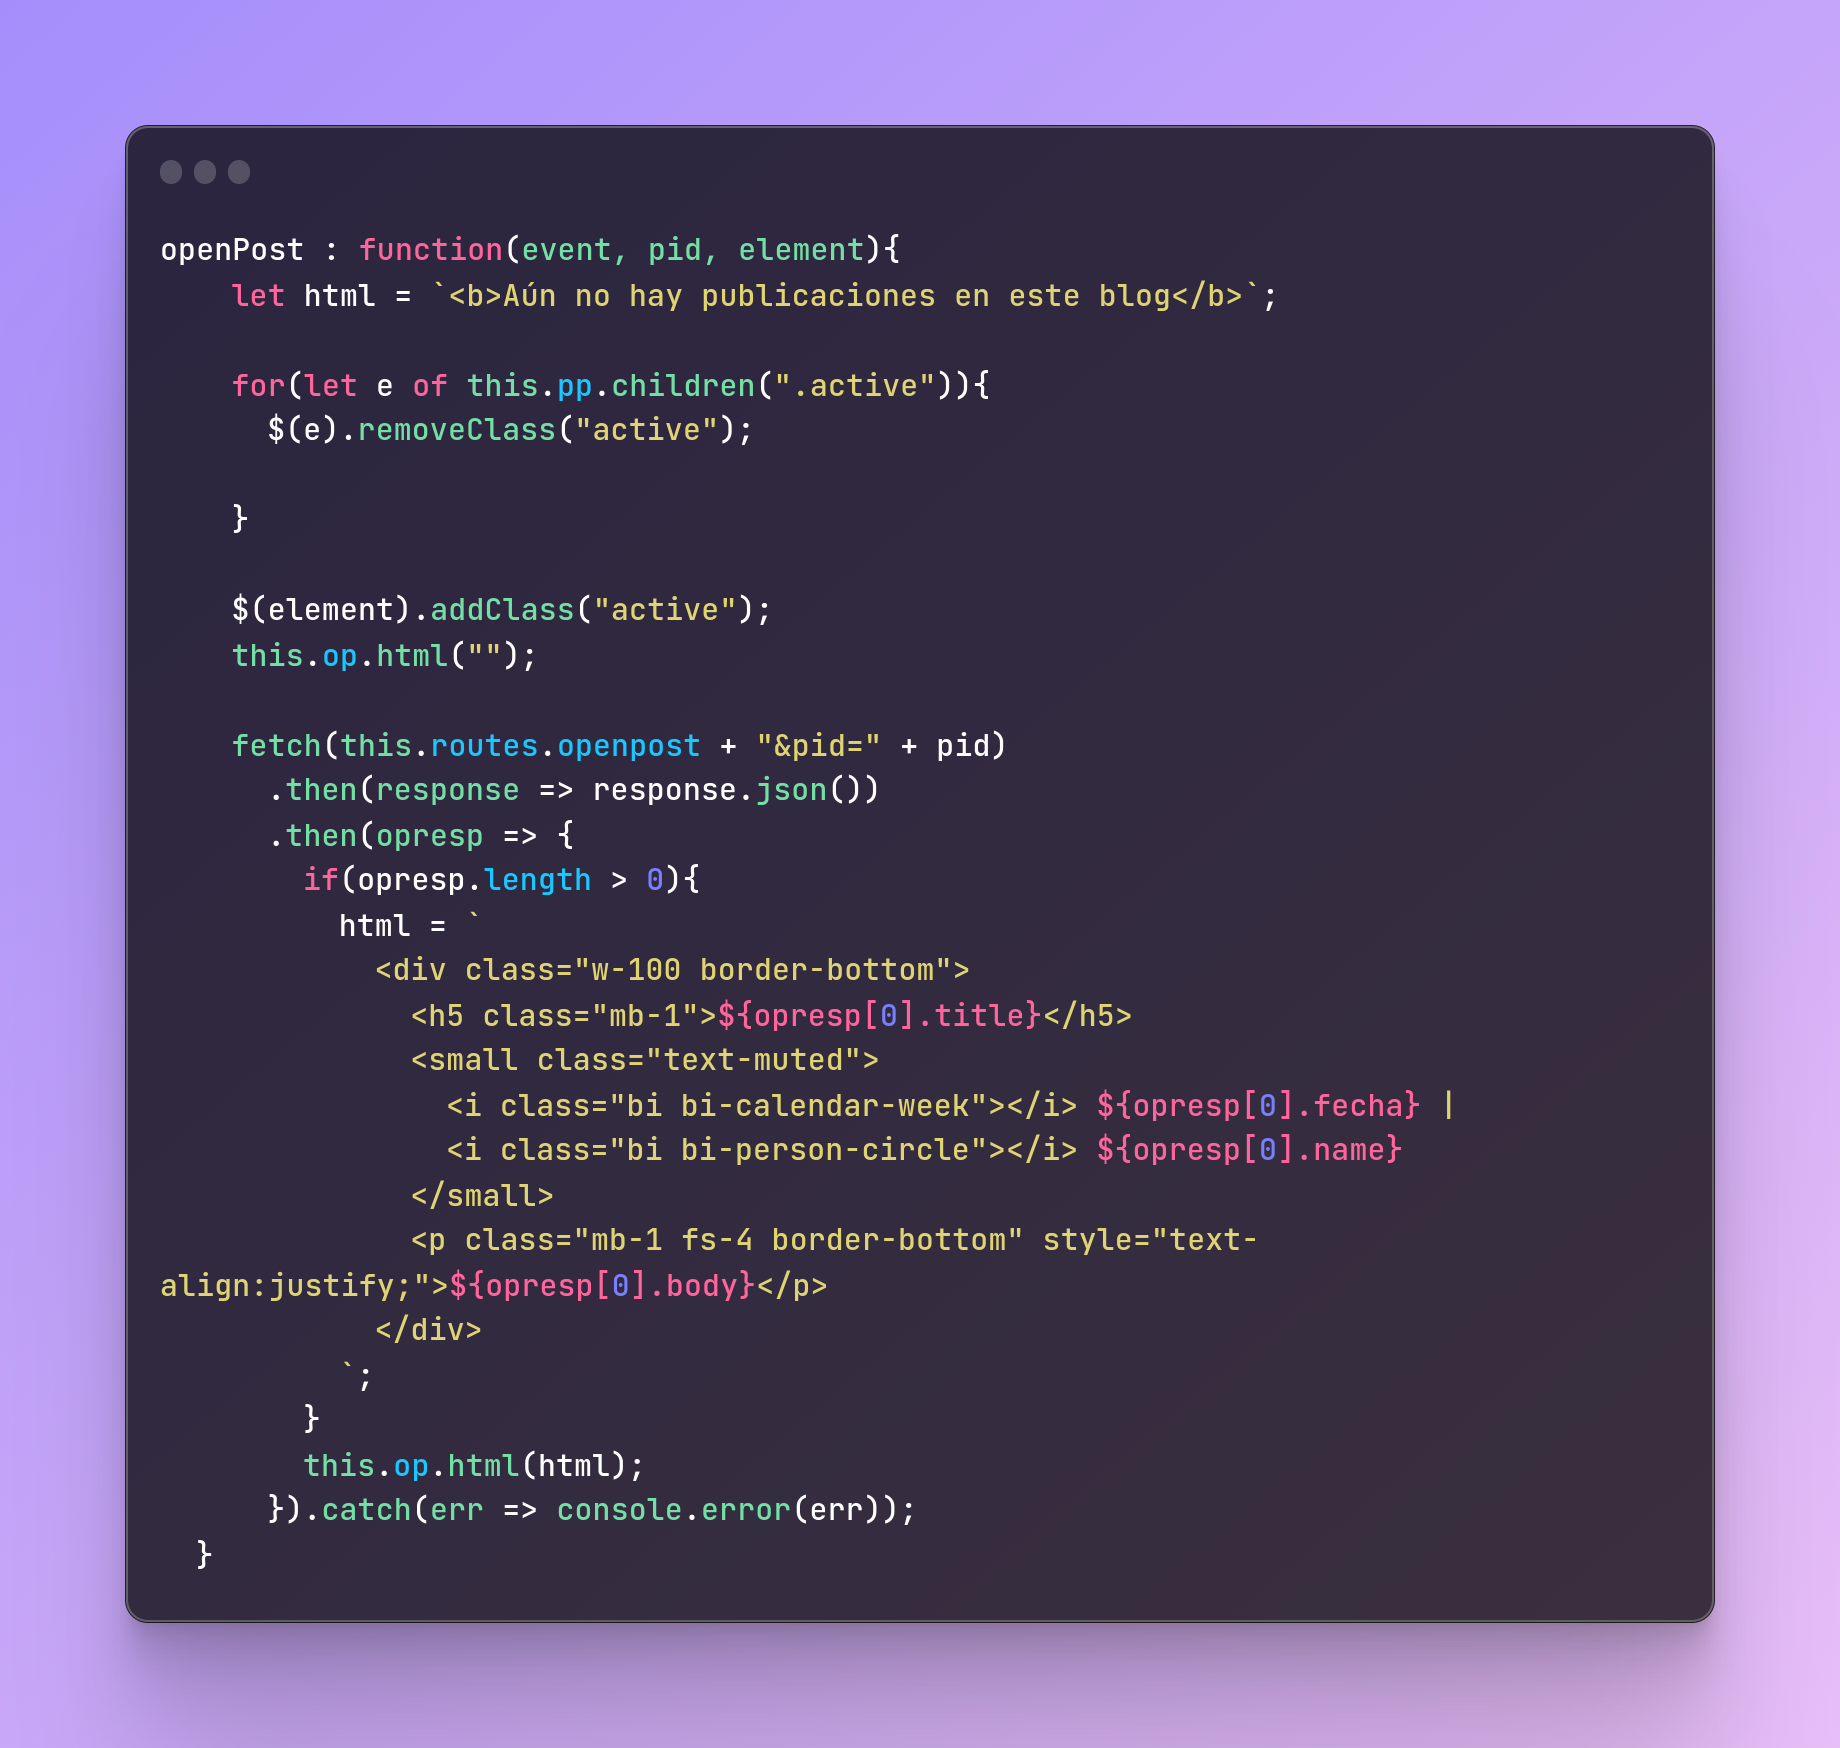 openPost : function(event, pid, element){
    let html = `<b>Aún no hay publicaciones en este blog</b>`;

    for(let e of this.pp.children(".active")){
      $(e).removeClass("active");

    }

    $(element).addClass("active");
    this.op.html("");

    fetch(this.routes.openpost + "&pid=" + pid)
      .then(response => response.json())
      .then(opresp => {
        if(opresp.length > 0){
          html = `
            <div class="w-100 border-bottom">
              <h5 class="mb-1">${opresp[0].title}</h5>
              <small class="text-muted">
                <i class="bi bi-calendar-week"></i> ${opresp[0].fecha} |
                <i class="bi bi-person-circle"></i> ${opresp[0].name}
              </small>
              <p class="mb-1 fs-4 border-bottom" style="text-
align:justify;">${opresp[0].body}</p>
            </div>
          `;
        }
        this.op.html(html);
      }).catch(err => console.error(err));
  }